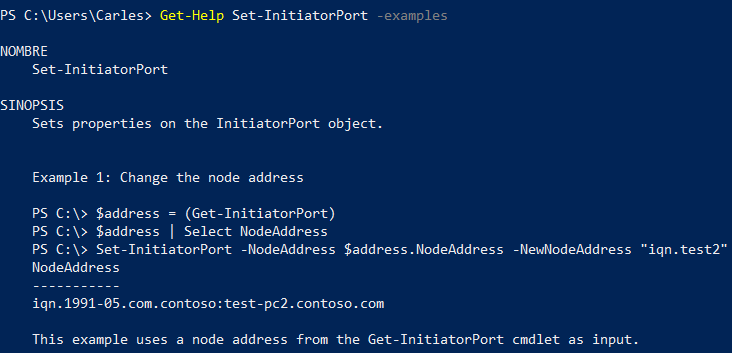 PS C:\Users\Carles> Get-Help Set-InitiatorPort -examples
NOMBRE
Set-InitiatorPort
SINOPSIS
Sets properties on the InitiatorPort object.
Example 1: Change the node address
PS C:\> $address = (Get-InitiatorPort)
PS C:\> $address | Select NodeAddress
PS C:\> Set-InitiatorPort -NodeAddress $address.NodeAddress -NewNodeAddress "iqn.test2"
NodeAddress
-----------
iqn.1991-05.com.contoso:test-pc2.contoso.com
This example uses a node address from the Get-InitiatorPort cmdlet as input.